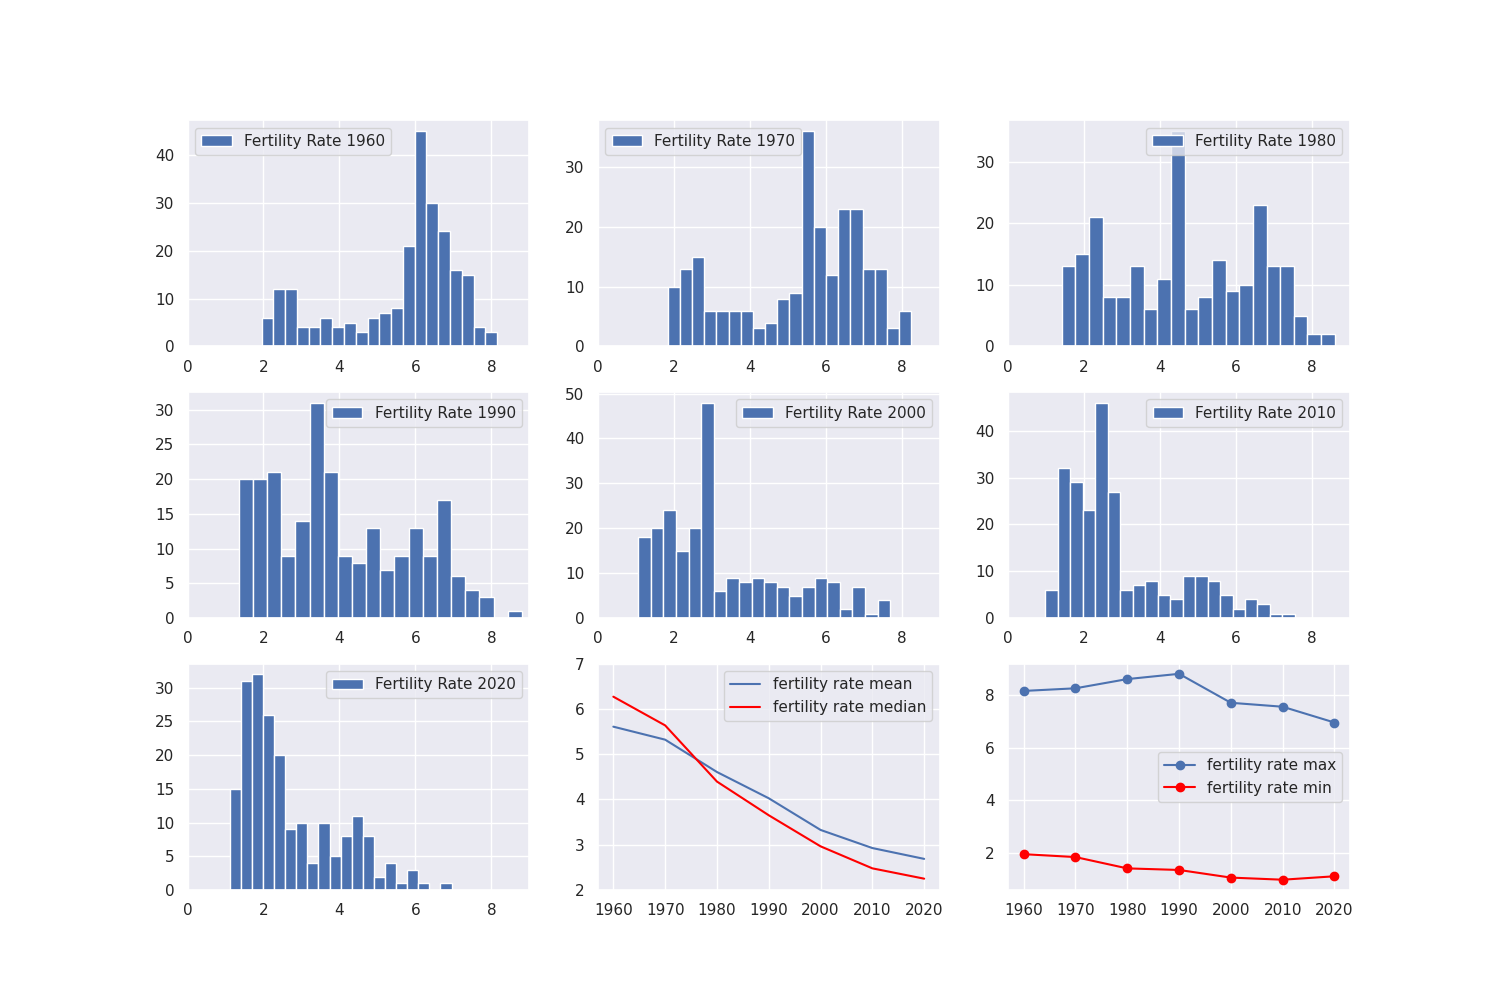 Fertility Rate 1960
40
30
20
10
0
0 2 4 6 8
Fertility Rate 1970
30
20
10
0
0 2 4 6 8
Fertility Rate 1980
30
20
10
0
0 2 4 6 8
Fertility Rate 1990
30
25
20
15
10
5
0
0 2 4 6 8
Fertility Rate 2000
50
40
30
20
10
0
0 2 4 6 8
Fertility Rate 2010
40
30
20
10
0
0 2 4 6 8
Fertility Rate 2020
30
25
20
15
10
5
0
0 2 4 6 8
fertility rate mean
fertility rate median
7
6
5
4
3
2
1960 1970 1980 1990 2000 2010 2020
fertility rate max
fertility rate min
8
6
4
2
1960 1970 1980 1990 2000 2010 2020